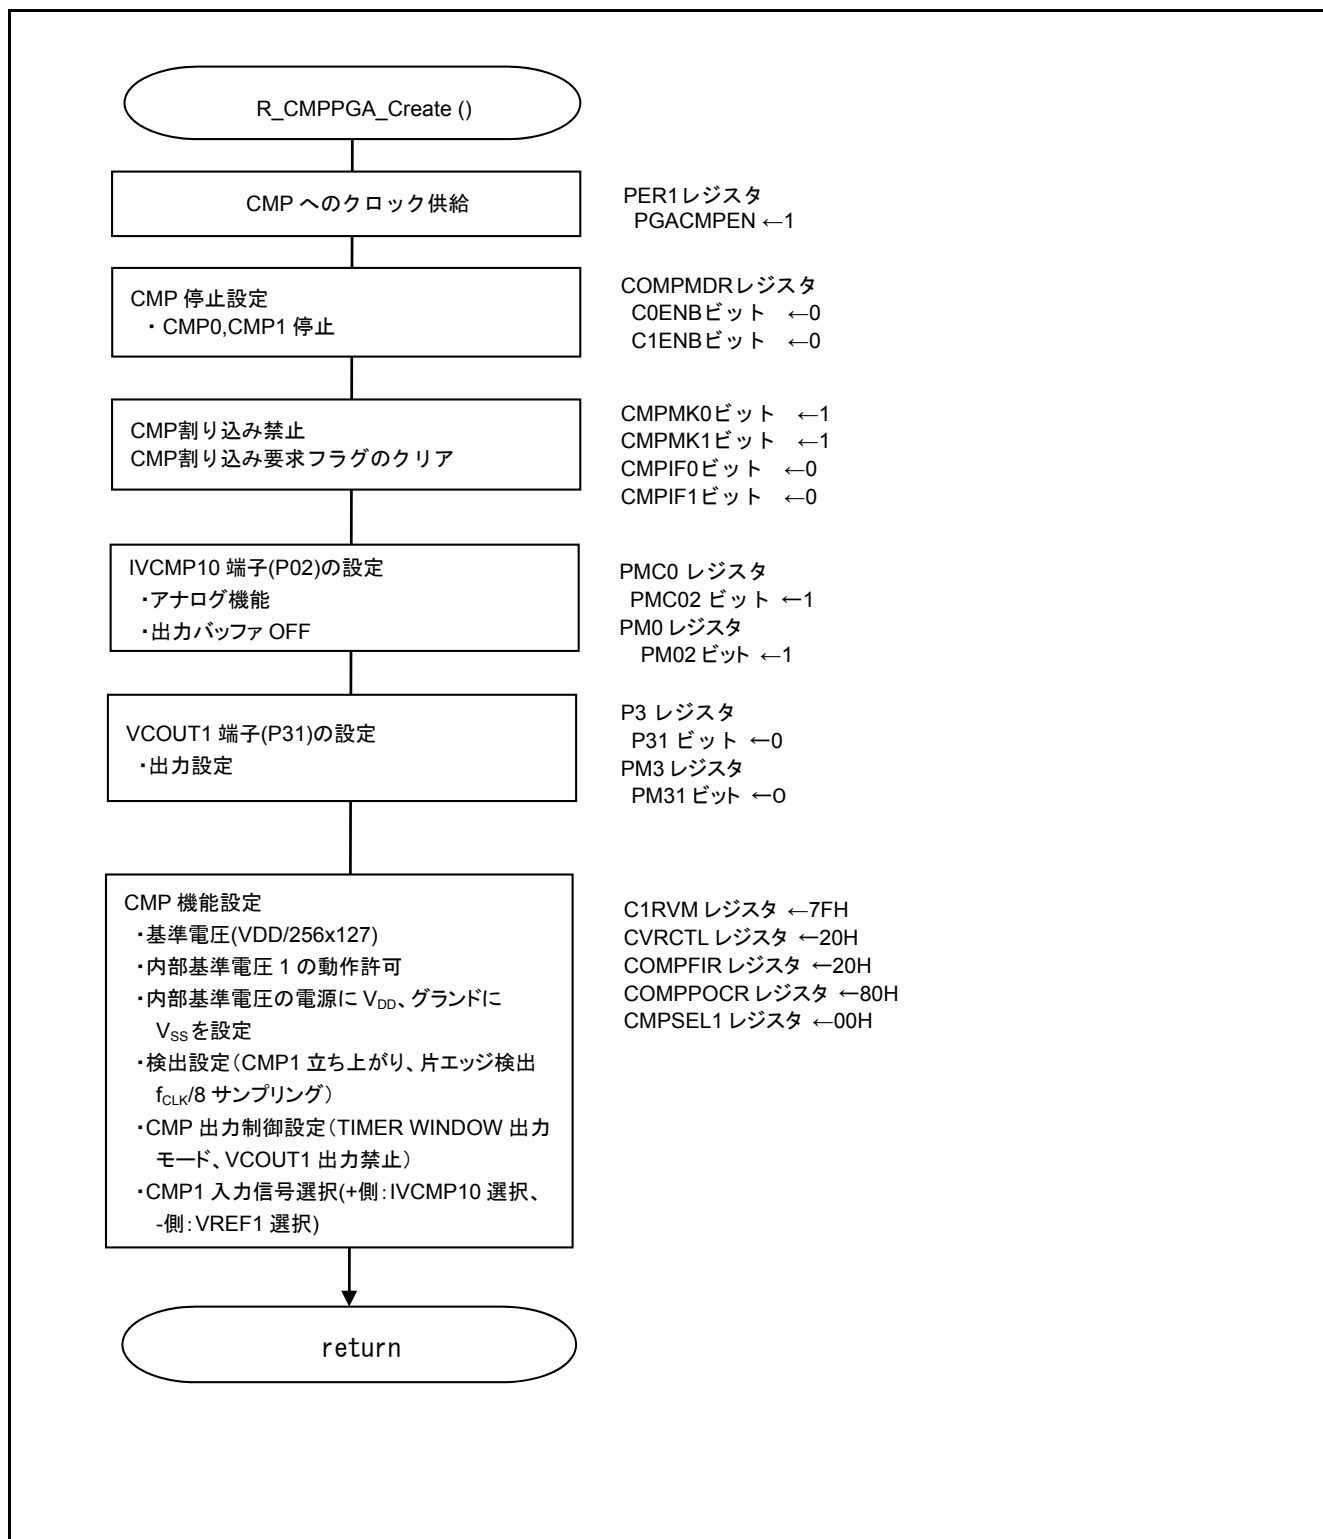 R_CMPPGA_Create ()
CMP へのクロック供給
PER1レジスタ
PGACMPEN ←1
CMP 停止設定
・ CMP0,CMP1 停止
COMPMDRレジスタ
C0ENBビット ←0
C1ENBビット ←0
CMP割り込み禁止
CMP割り込み要求フラグのクリア
CMPMK0ビット ←1
CMPMK1ビット ←1
CMPIF0ビット ←0
CMPIF1ビット ←0
IVCMP10 端子(P02)の設定
・アナログ機能
・出力バッファ OFF
PMC0 レジスタ
PMC02 ビット ←1
PM0 レジスタ
PM02 ビット ←1
VCOUT1 端子(P31)の設定
・出力設定
P3 レジスタ
P31 ビット ←0
PM3 レジスタ
PM31 ビット ←0
CMP 機能設定
・基準電圧(VDD/256x127)
・内部基準電圧 1 の動作許可
・内部基準電圧の電源に VDD、グランドに
VSSを設定
・検出設定（CMP1 立ち上がり、片エッジ検出
fCLK/8 サンプリング）
・CMP 出力制御設定（TIMER WINDOW 出力
モード、VCOUT1 出力禁止）
・CMP1 入力信号選択(+側：IVCMP10 選択、
-側：VREF1 選択)
C1RVM レジスタ ←7FH
CVRCTL レジスタ ←20H
COMPFIR レジスタ ←20H
COMPPOCR レジスタ ←80H
CMPSEL1 レジスタ ←00H
return